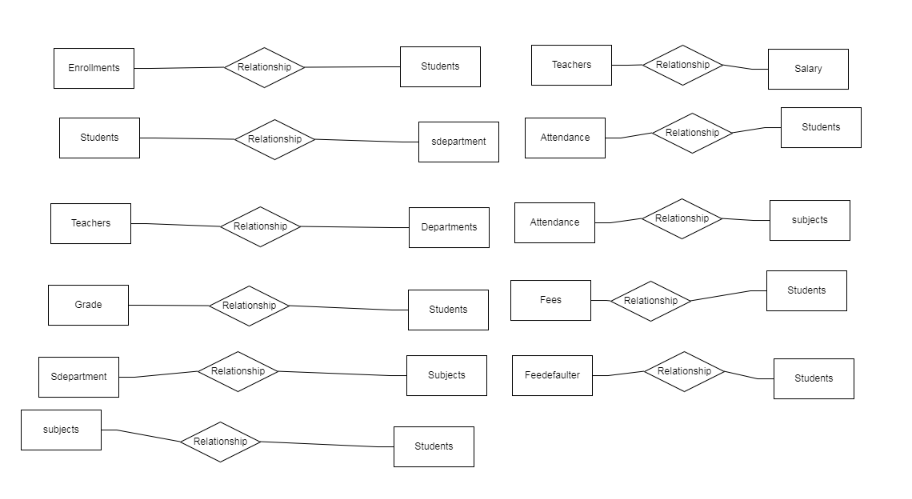 Enrollments
Relationship
Students
Teachers
Relationship
Salary
Students
Relationship
sdepartment
Attendance
Relationship
Students
Teachers
Relationship
Departments
Attendance
Relationship
subjects
Grade
Relationship
Students
Fees
Relationship
Students
Sdepartment
Relationship
Subjects
Feedefaulter
Relationship
Students
subjects
Relationship
Students